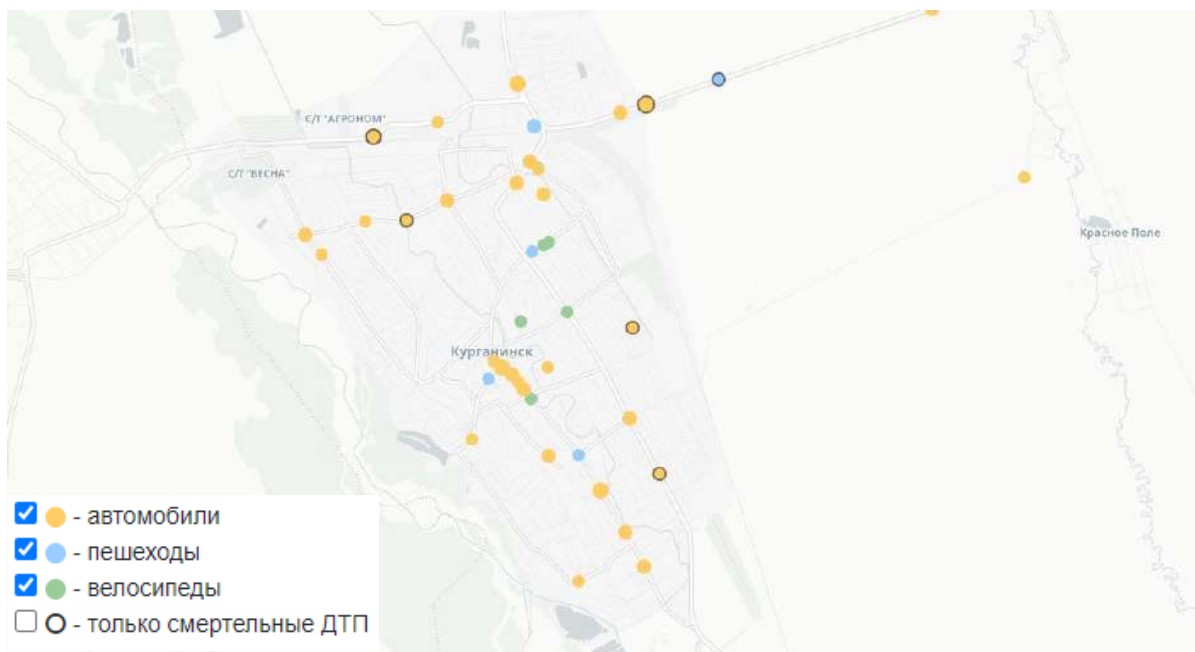 С/Т "АГРОНОМ"
С/Т "ВЕСНА"
Красное Поле
Курганинск
- автомобили
- пешеходы
- велосипеды
- только смертельные ДТП